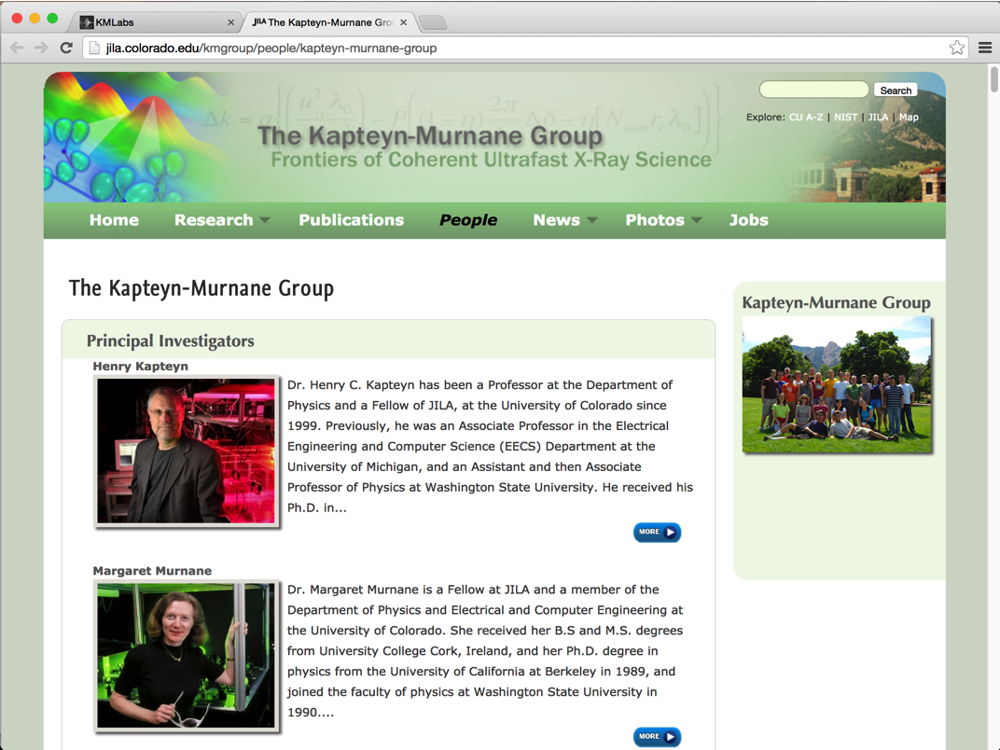 KMLabs
JILA The Kapteyn-Murnane Gro
jila.colorado.edu/kmgroup/people/kapteyn-murnane-group
Search
Explore: CU A-Z | NIST | JILA | Map
The Kapteyn-Murnane Group
Frontiers of Coherent Ultrafast X-Ray Science
Home Research Publications People News Photos Jobs
The Kapteyn-Murnane Group
Principal Investigators
Henry Kapteyn
Dr. Henry C. Kapteyn has been a Professor at the Department of
Physics and a Fellow of JILA, at the University of Colorado since
1999. Previously, he was an Associate Professor in the Electrical
Engineering and Computer Science (EECS) Department at the
University of Michigan, and an Assistant and then Associate
Professor of Physics at Washington State University. He received his
Ph.D. in...
MORE
Margaret Murnane
Dr. Margaret Murnane is a Fellow at JILA and a member of the
Department of Physics and Electrical and Computer Engineering at
the University of Colorado. She received her B.S and M.S. degrees
from University College Cork, Ireland, and her Ph.D. degree in
physics from the University of California at Berkeley in 1989, and
joined the faculty of physics at Washington State University in
1990....
MORE
Kapteyn-Murnane Group